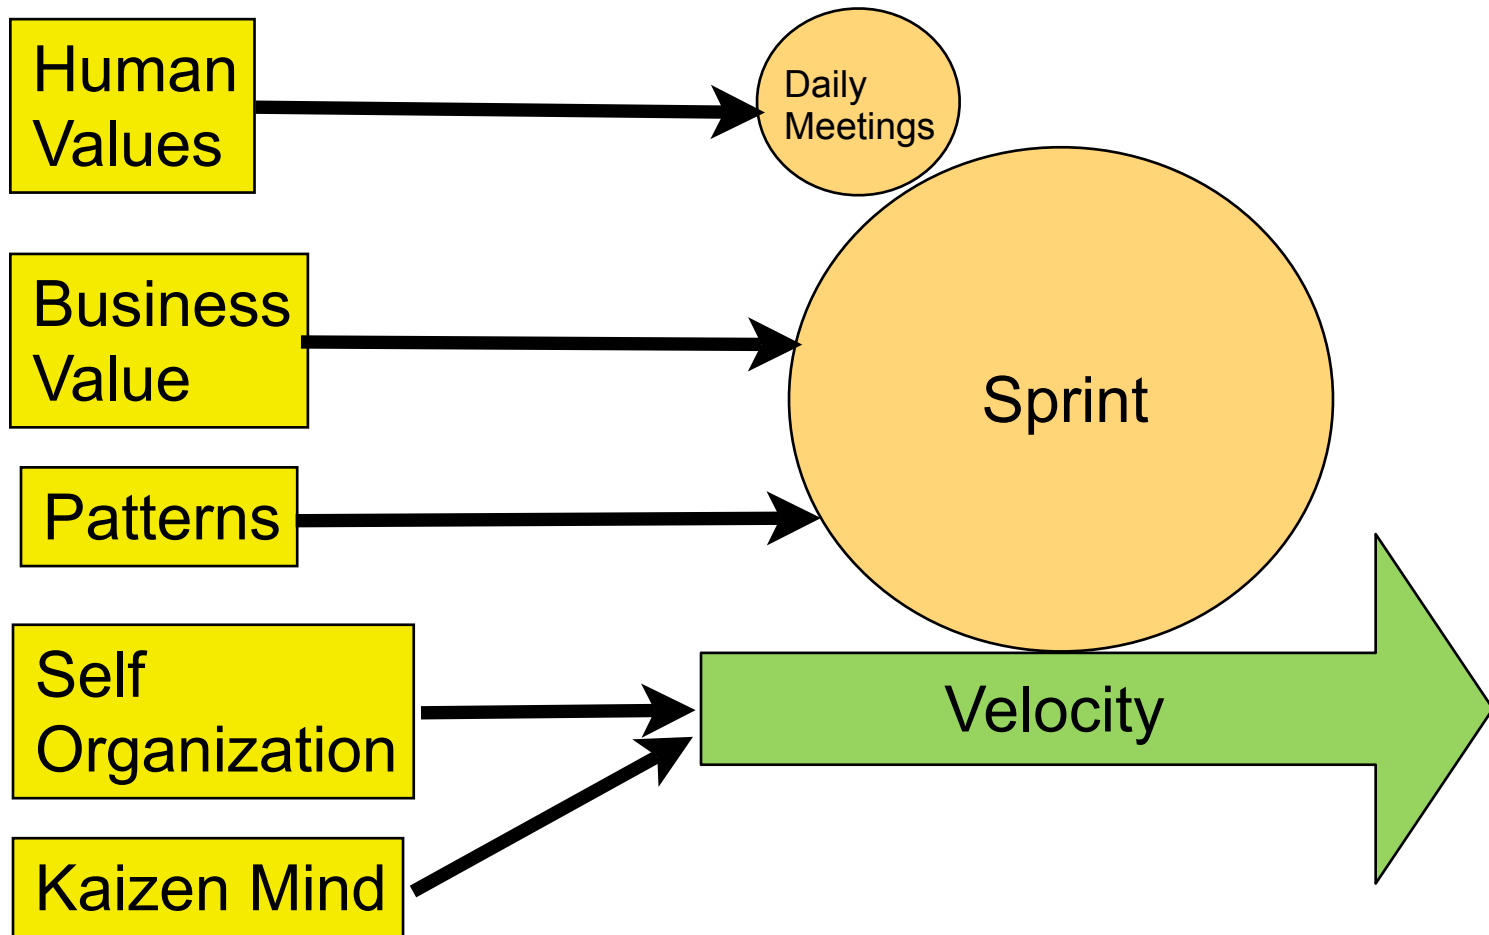 Human
Values
Daily
Meetings
Business
Value
Sprint
Patterns
Self
Organization
Velocity
Kaizen Mind